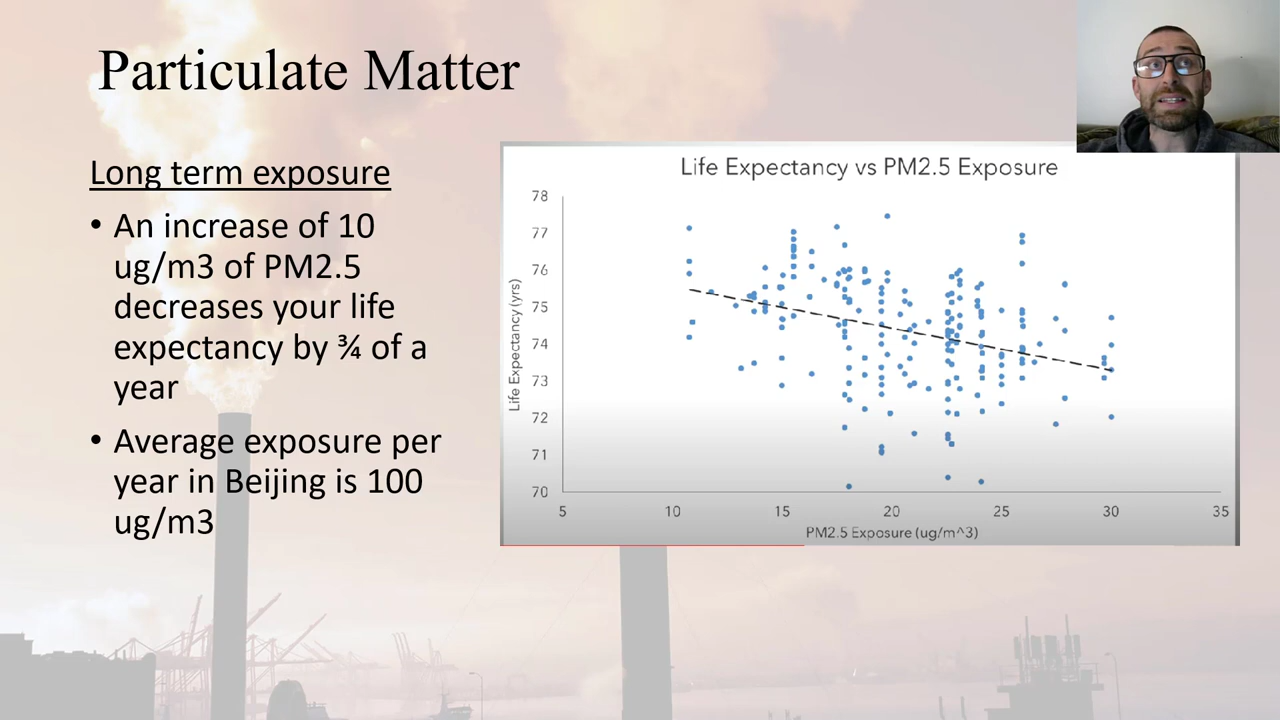 Particulate Matter
Long term exposure
• An increase of 10
ug/m3 of PM2.5
decreases your life
expectancy by ¾ of a
year
• Average exposure per
year in Beijing is 100
ug/m3
Life Expectancy vs PM2.5 Exposure
Life Expectancy (yrs)
78
77
76
75
74
73
72
71
70
5 10 15 20 25 30 35
PM2.5 Exposure (ug/m^3)